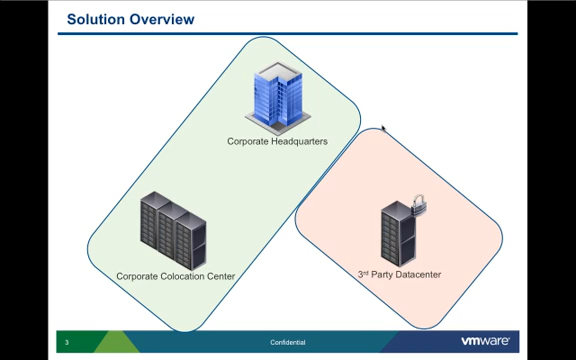 Solution Overview
Corporate Headquarters
Corporate Colocation Center
3rd Party Datacenter
3
Confidential
vmware